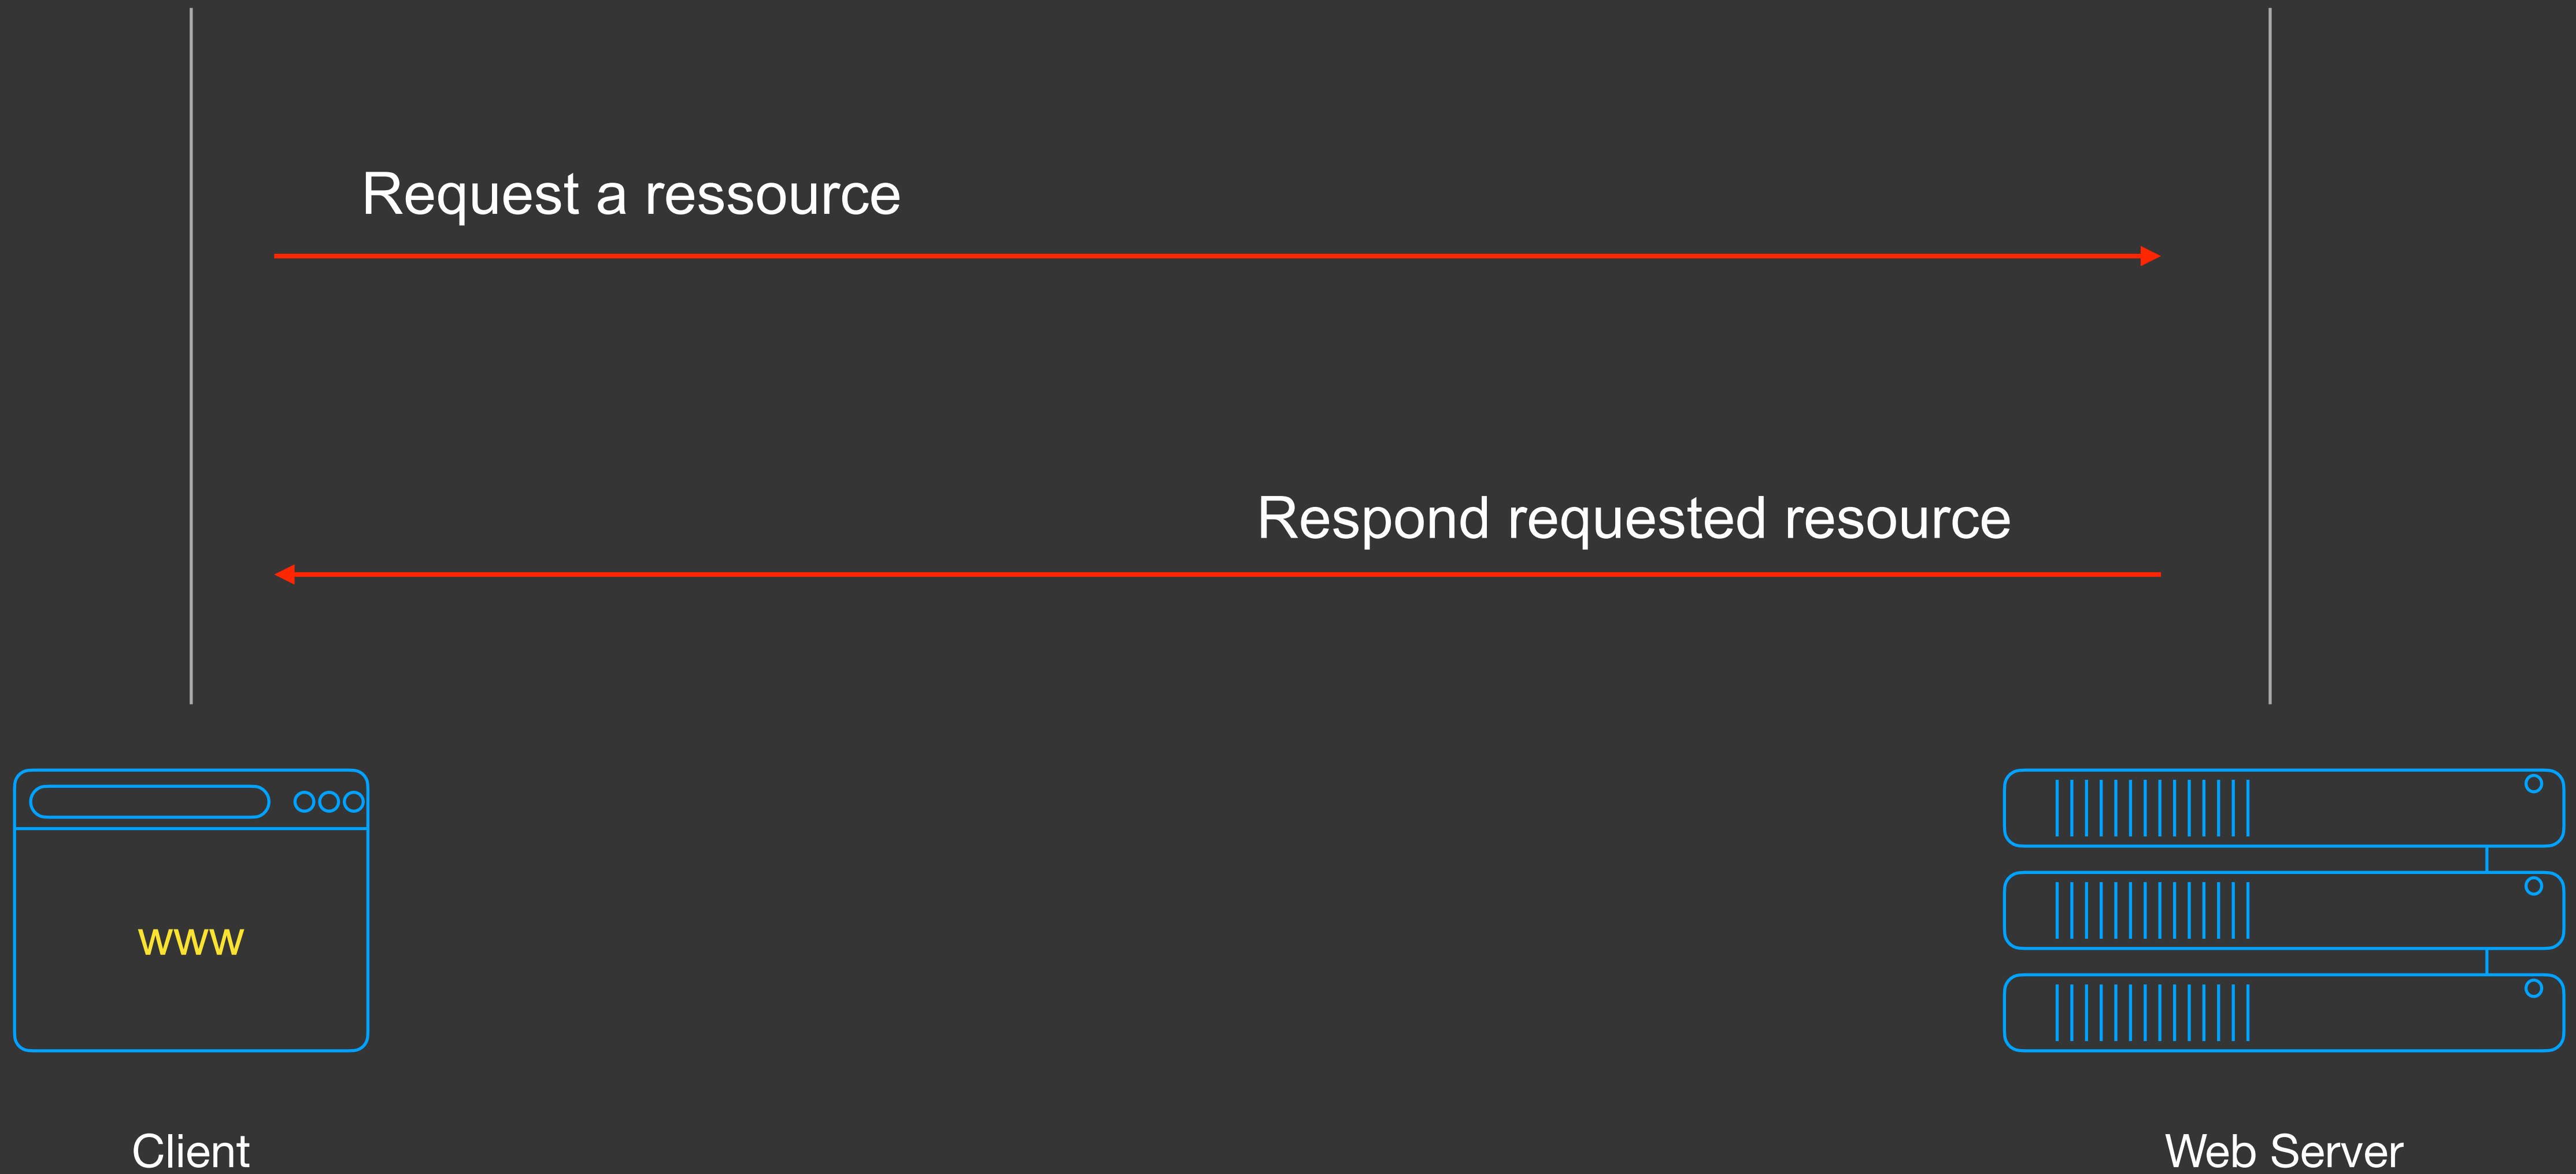 Request a ressource
Respond requested resource
www
Client
Web Server